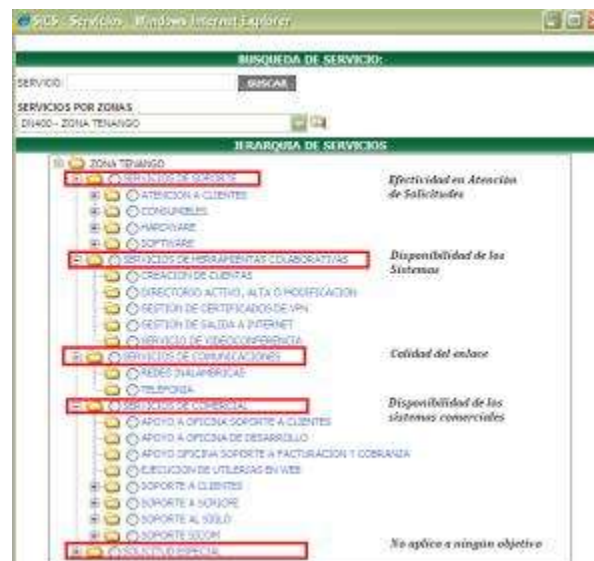 SICS - Servicios - Windows Internet Explorer
BUSQUEDA DE SERVICIO:
SERVICIO: BUSCAR
SERVICIOS POR ZONAS
DN400 - ZONA TENANGO
JERARQUIA DE SERVICIOS
ZONA TENANGO
SERVICIOS DE SOPORTE
Efectividad en Atención
de Solicitudes
ATENCION A CLIENTES
CONSUMIBLES
HARDWARE
SOFTWARE
SERVICIOS DE HERRAMIENTAS COLABORATIVAS
Disponibilidad de los
Sistemas
CREACION DE CUENTAS
DIRECTORIO ACTIVO, ALTA O MODIFICACION
GESTION DE CERTIFICADOS DE VPN
GESTION DE SALIDA A INTERNET
SERVICIO DE VIDEOCONFERENCIA
SERVICIOS DE COMUNICACIONES
Calidad del enlace
REDES INALAMBRICAS
TELEFONIA
SERVICIOS DE COMERCIAL
Disponibilidad de los
sistemas comerciales
APOYO A OFICINA SOPORTE A CLIENTES
APOYO A OFICINA DE DESARROLLO
APOYO OFICINA SOPORTE A FACTURACION Y COBRANZA
EJECUCION DE UTILERIAS EN WEB
SOPORTE A CLIENTES
SOPORTE A
SOPORTE AL
SOPORTE SICOM
SOLICITUD ESPECIAL
No aplica a ningún objetivo